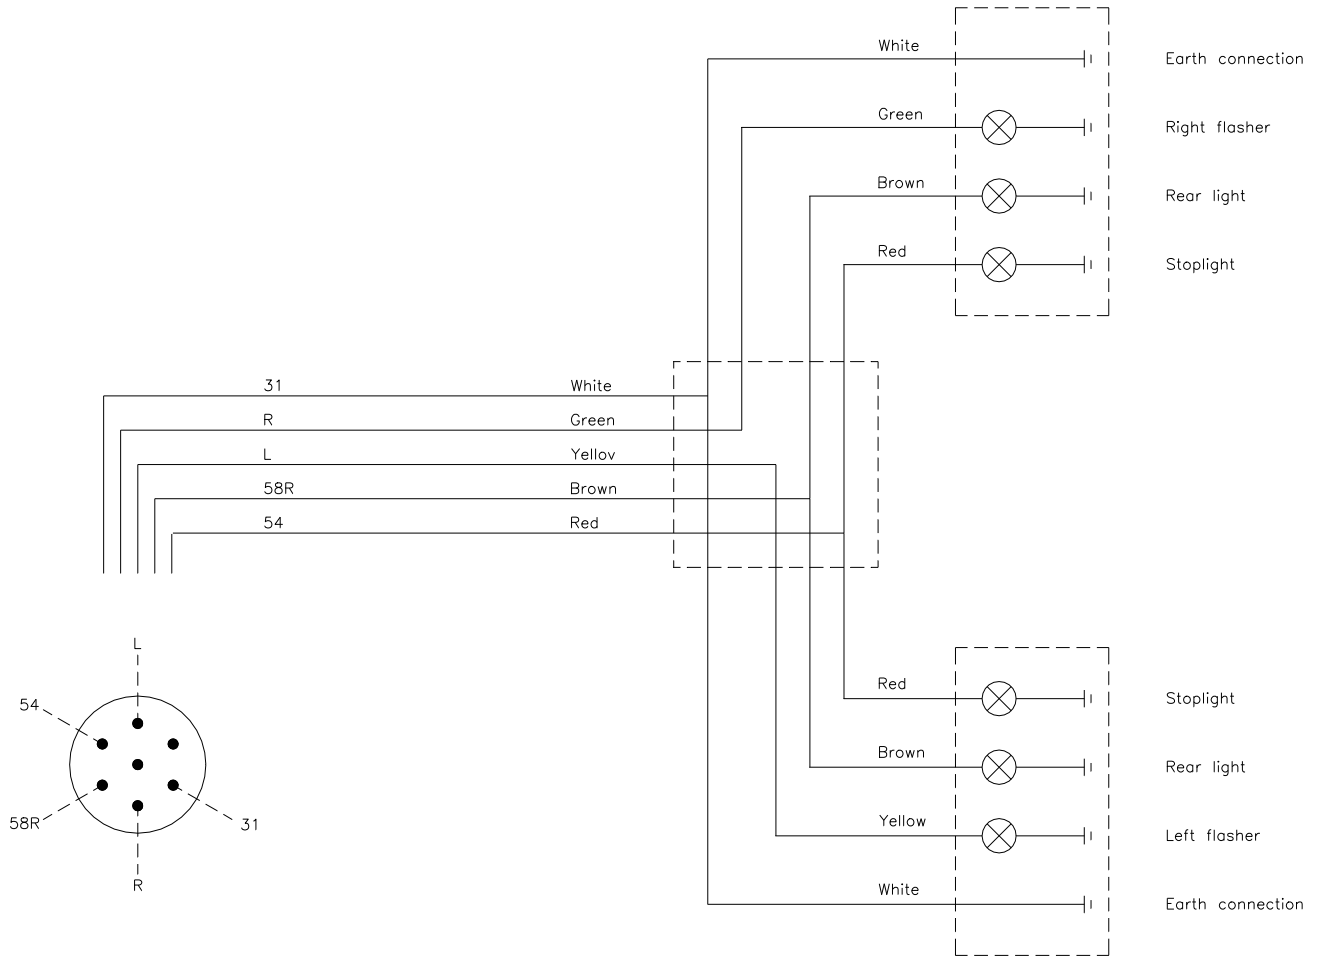 White
Earth connection
Green
Right flasher
Brown
Rear light
Red
Stoplight
31 White
R Green
L Yellov
58R Brown
54 Red
L
54
58R
31
R
Red
Stoplight
Brown
Rear light
Yellow
Left flasher
White
Earth connection